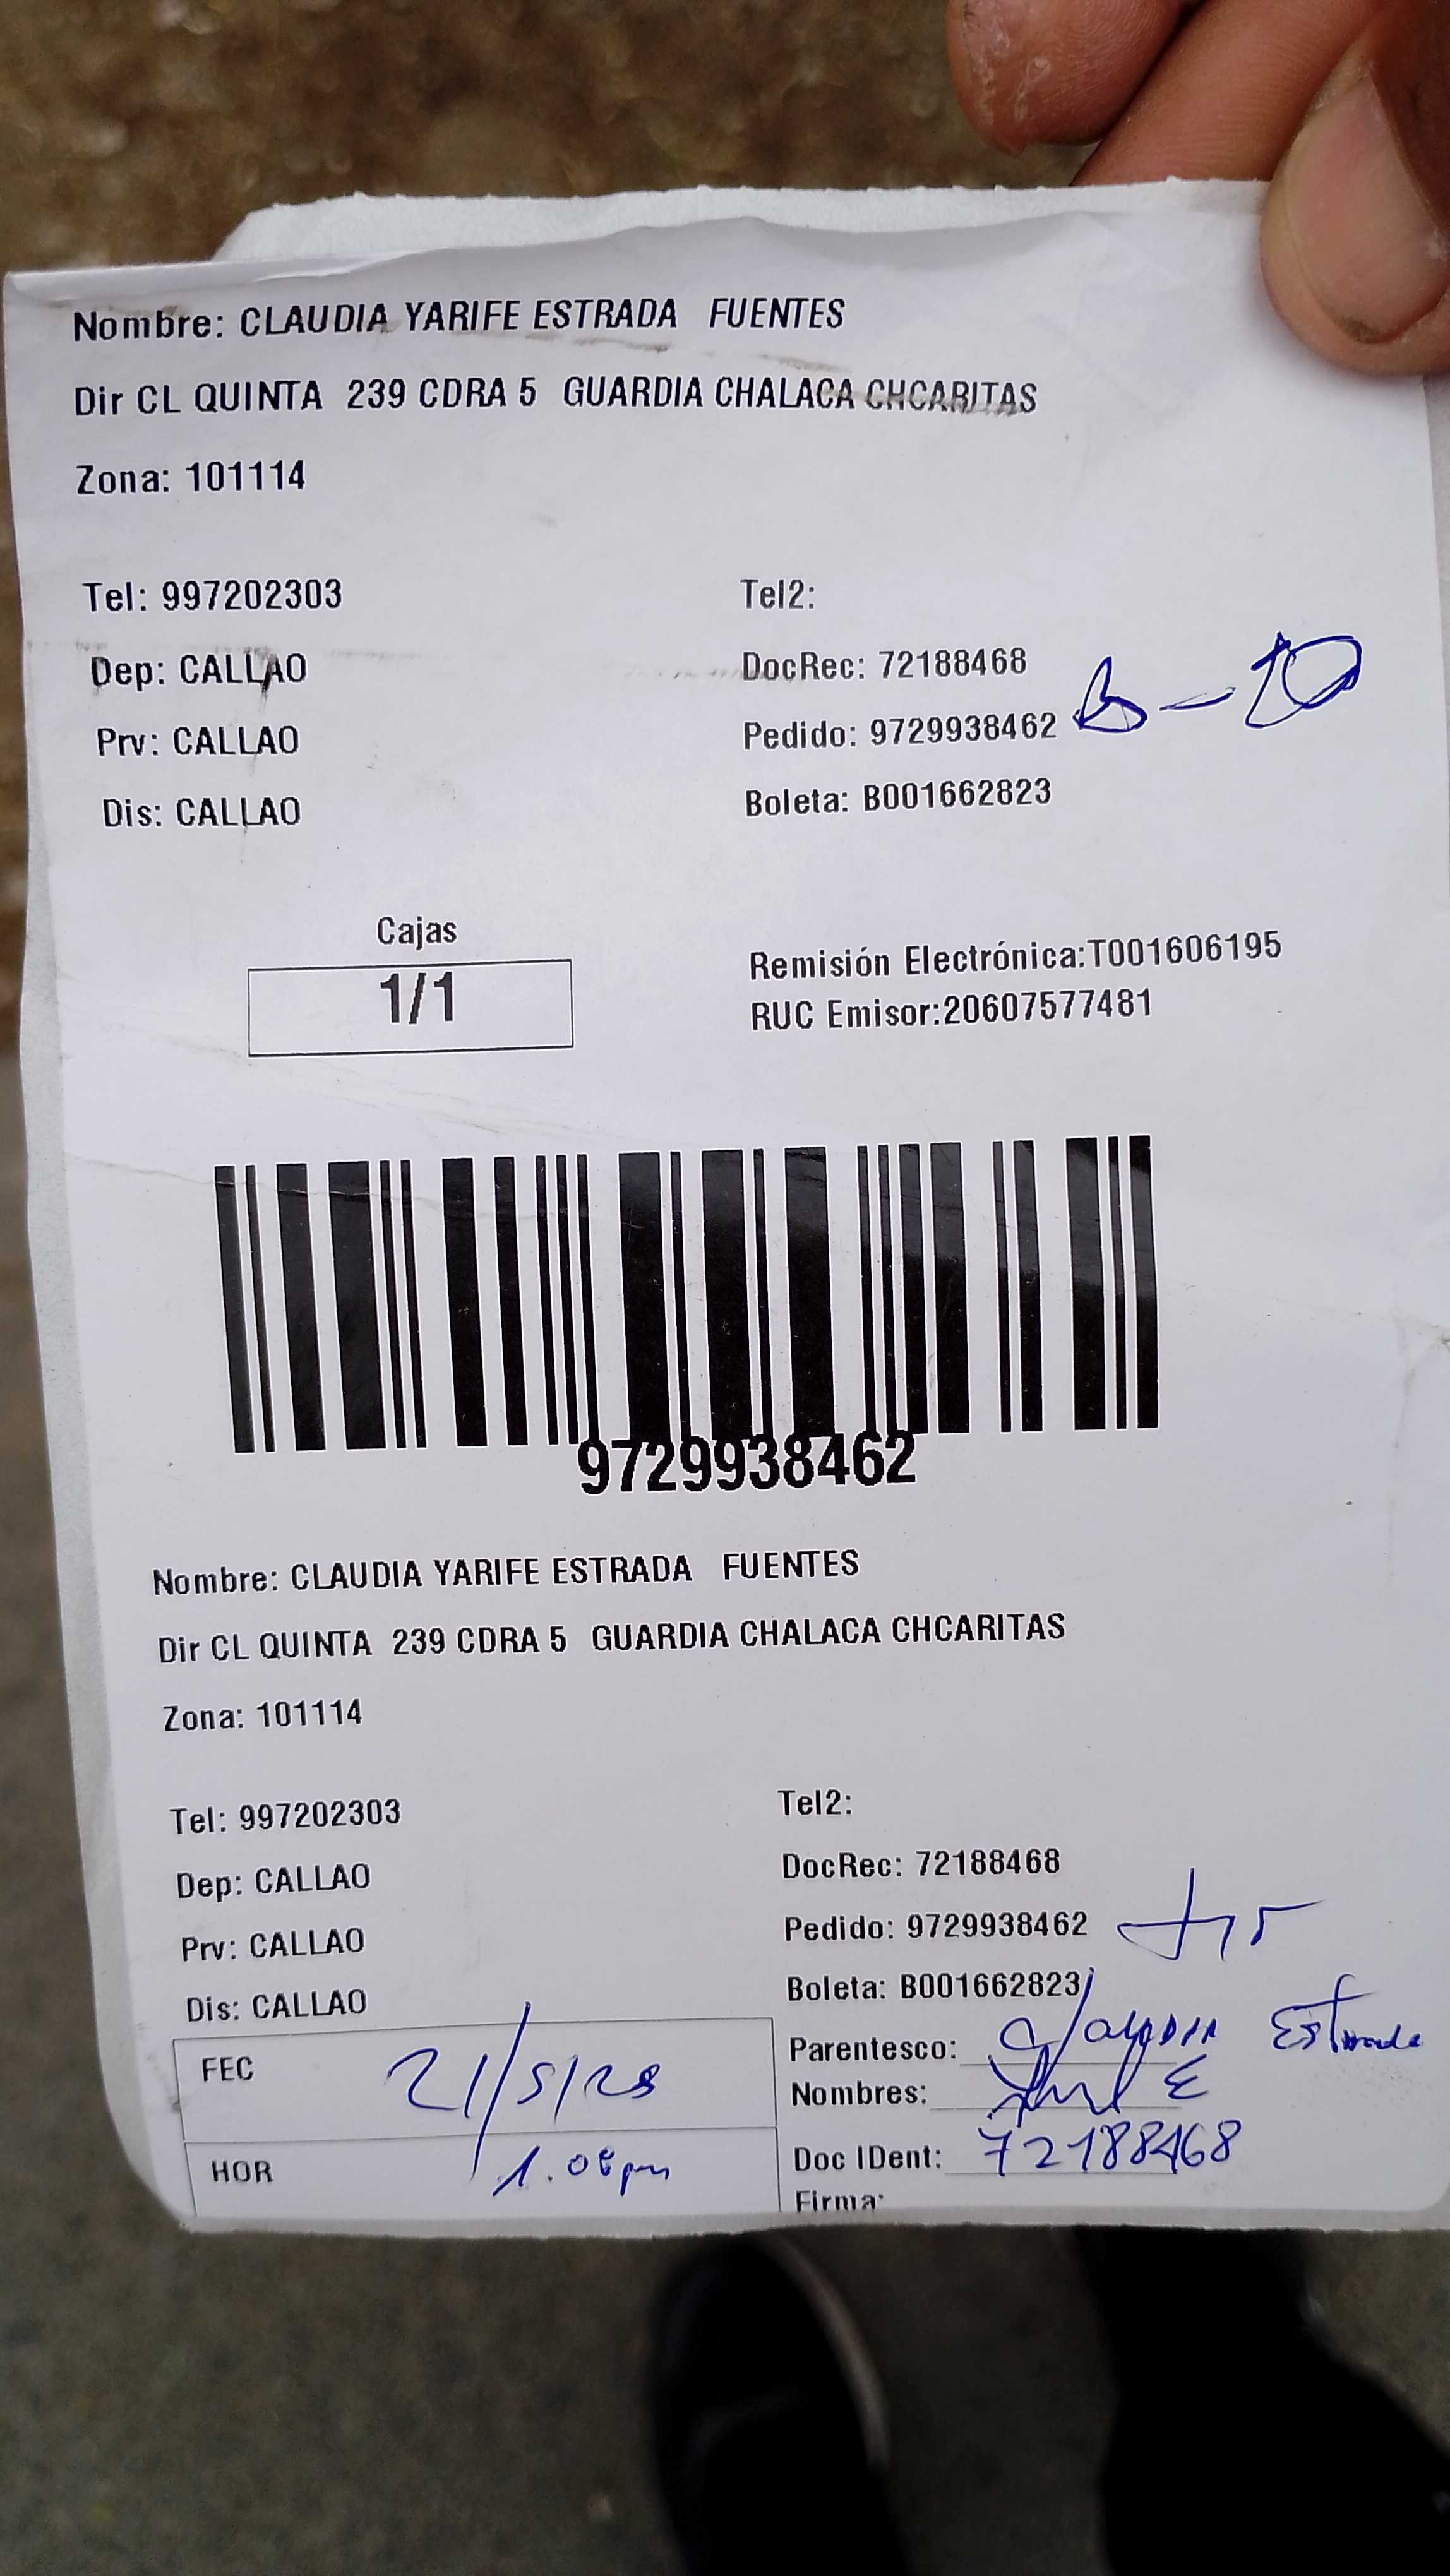 Nombre: CLAUDIA YARIFE ESTRADA FUENTES
Dir CL QUINTA 239 CDRA 5 GUARDIA CHALACA CHCARITAS
Zona: 101114
Tel: 997202303 Tel2:
Dep: CALLAO DocRec: 72188468
Prv: CALLAO Pedido: 9729938462
Dis: CALLAO Boleta: B001662823
Cajas
1/1
Remisión Electrónica:T001606195
RUC Emisor:20607577481
9729938462
Nombre: CLAUDIA YARIFE ESTRADA FUENTES
Dir CL QUINTA 239 CDRA 5 GUARDIA CHALACA CHCARITAS
Zona: 101114
Tel: 997202303 Tel2:
Dep: CALLAO DocRec: 72188468
Prv: CALLAO Pedido: 9729938462
Dis: CALLAO Boleta: B001662823
FEC 21/5/
Parentesco: Estrada
Nombres:
HOR
Doc IDent: 72188468
Firma: